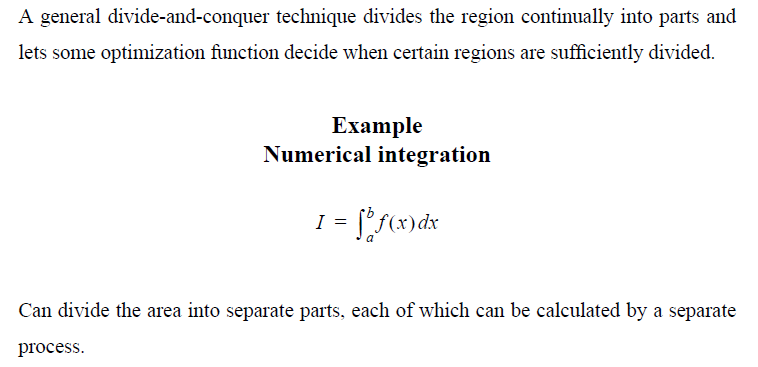 A general divide-and-conquer technique divides the region continually into parts and
lets some optimization function decide when certain regions are sufficiently divided.
Example
Numerical integration
I = ∫ₐᵇ f(x) dx
Can divide the area into separate parts, each of which can be calculated by a separate
process.